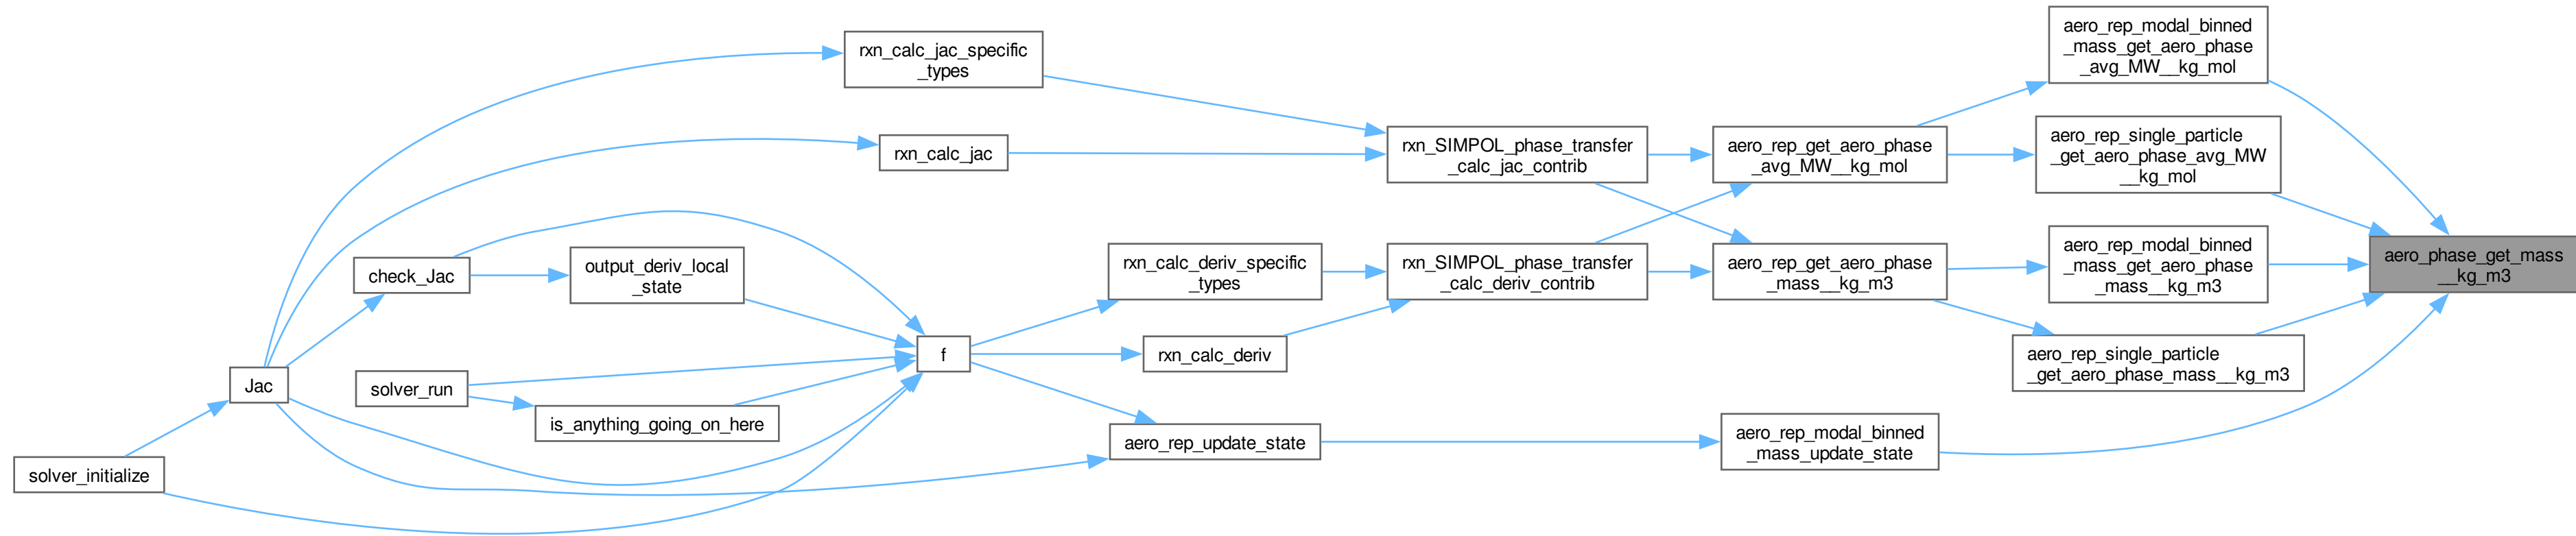 rxn_calc_jac_specific
_types
rxn_calc_jac
check_Jac
output_deriv_local
_state
Jac
solver_run
is_anything_going_on_here
solver_initialize
f
rxn_calc_deriv_specific
_types
rxn_calc_deriv
aero_rep_update_state
rxn_SIMPOL_phase_transfer
_calc_jac_contrib
rxn_SIMPOL_phase_transfer
_calc_deriv_contrib
aero_rep_get_aero_phase
_avg_MW__kg_mol
aero_rep_get_aero_phase
_mass__kg_m3
aero_rep_modal_binned
_mass_update_state
aero_rep_modal_binned
_mass_get_aero_phase
_avg_MW__kg_mol
aero_rep_single_particle
_get_aero_phase_avg_MW
__kg_mol
aero_rep_modal_binned
_mass_get_aero_phase
_mass__kg_m3
aero_rep_single_particle
_get_aero_phase_mass__kg_m3
aero_phase_get_mass
__kg_m3